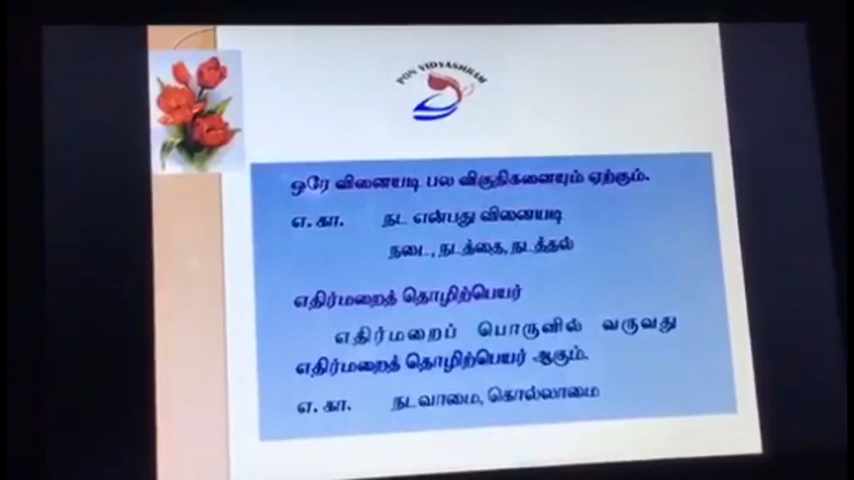 PON VIDYASHRAM
ஒரே வினையடி பல விகுதிகளையும் ஏற்கும்.
எ. கா. நட என்பது வினையடி
நடை, நடத்தை, நடத்தல்
எதிர்மறைத் தொழிற்பெயர்
எதிர்மறைப் பொருளில் வருவது
எதிர்மறைத் தொழிற்பெயர் ஆகும்.
எ. கா. நடவாமை, கொல்லாமை